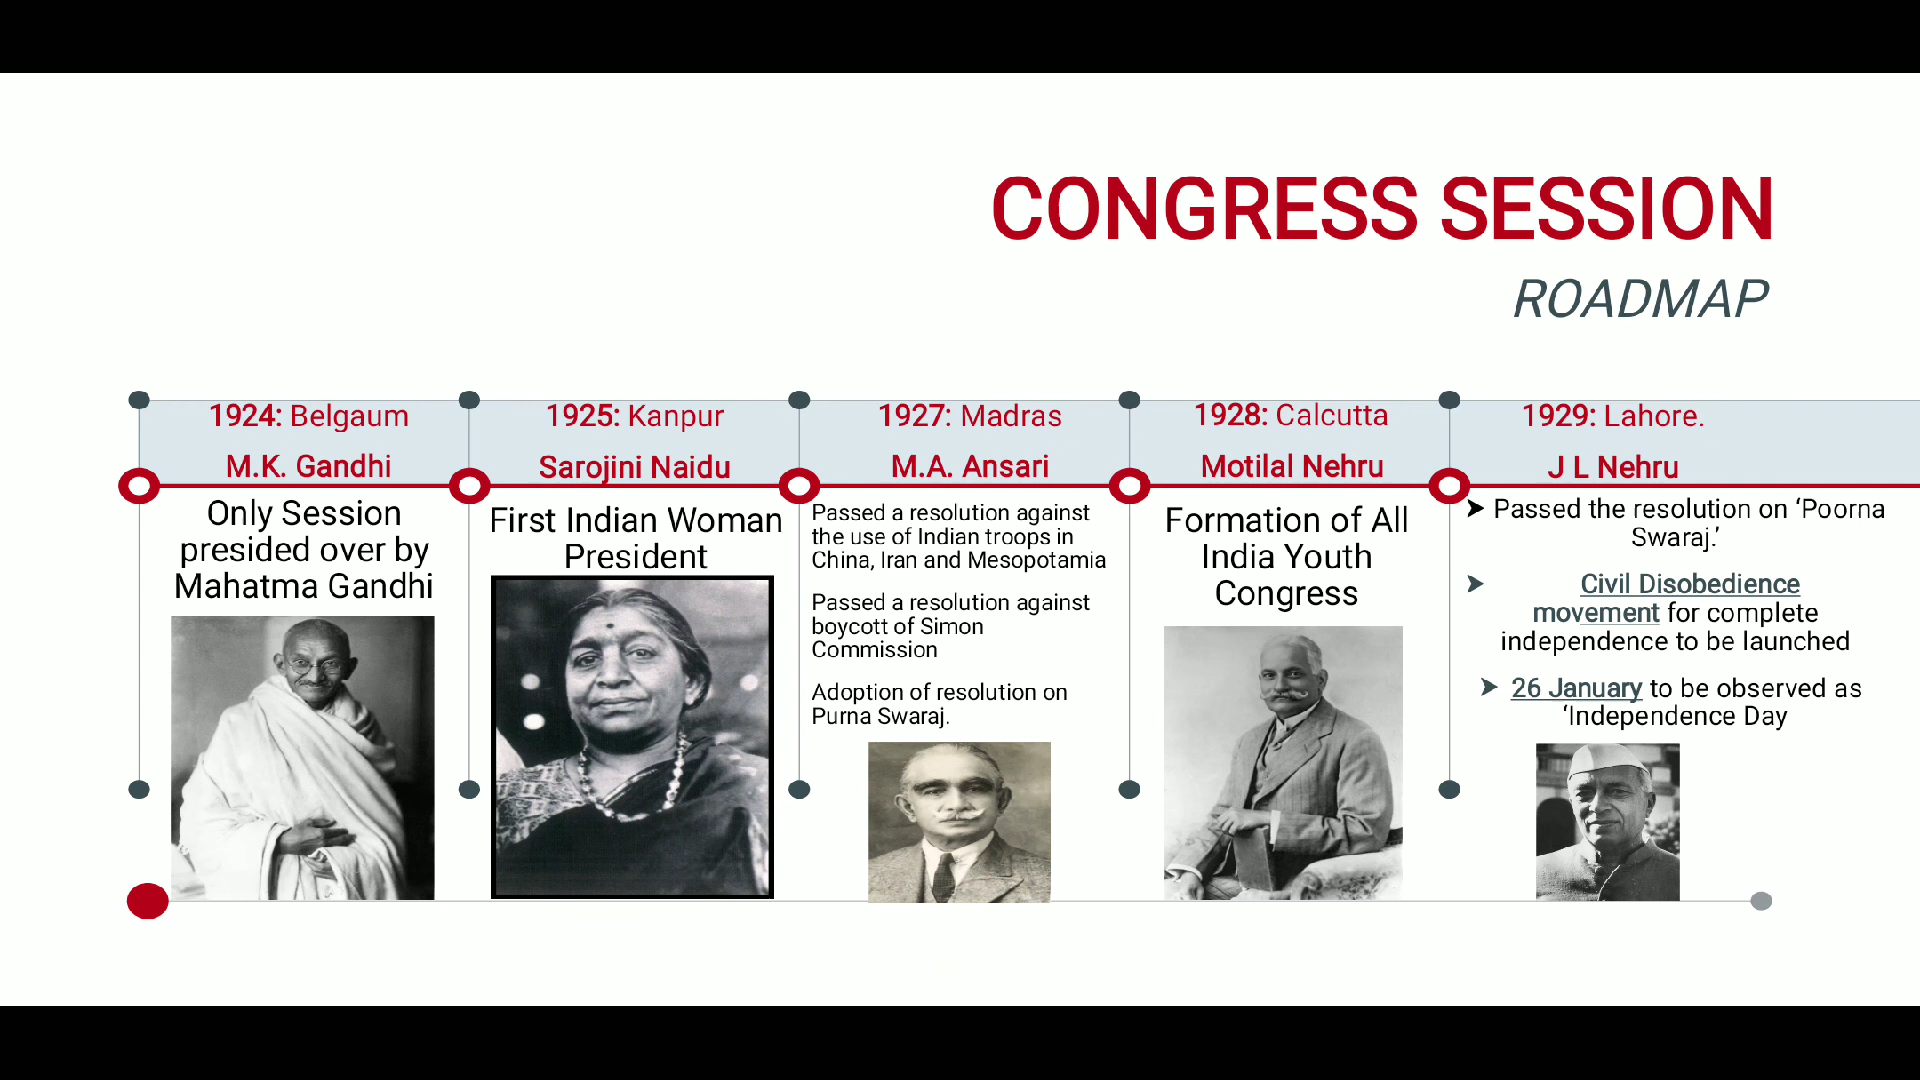 CONGRESS SESSION
ROADMAP
1924: Belgaum
M.K. Gandhi
Only Session
presided over by
Mahatma Gandhi
1925: Kanpur
Sarojini Naidu
First Indian Woman
President
1927: Madras
M.A. Ansari
Passed a resolution against
the use of Indian troops in
China, Iran and Mesopotamia
Passed a resolution against
boycott of Simon
Commission
Adoption of resolution on
Purna Swaraj.
1928: Calcutta
Motilal Nehru
Formation of All
India Youth
Congress
1929: Lahore.
J L Nehru
➤ Passed the resolution on ‘Poorna
Swaraj.’
➤ Civil Disobedience
movement for complete
independence to be launched
➤ 26 January to be observed as
‘Independence Day